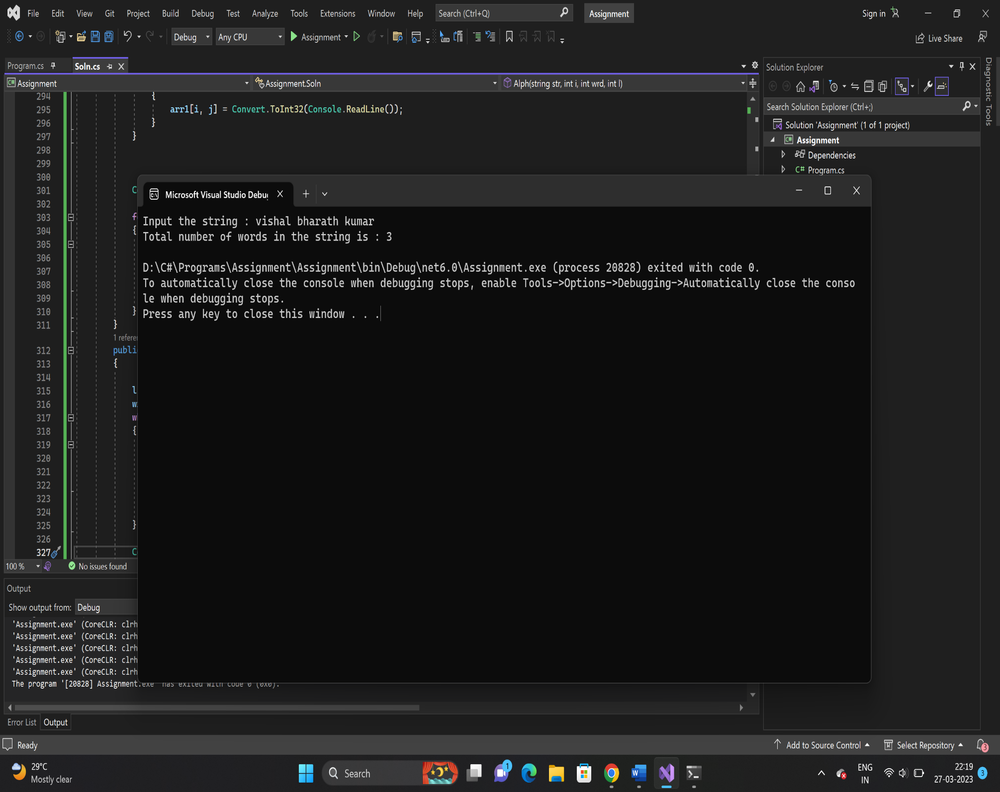 File Edit View Git Project Build Debug Test Analyze Tools Extensions Window Help Search (Ctrl+Q) Assignment Sign in
Debug Any CPU Assignment Live Share
Program.cs Soln.cs
Assignment Assignment.Soln Alph(string str, int i, int wrd, int l)
294 {
295 arr1[i, j] = Convert.ToInt32(Console.ReadLine());
296 }
297 }
298
299
300
301 C
302
303 f
304 {
305
306
307
308
309
310 }
311 }
1 refere
312 publi
313 {
314
315 l
316 w
317 w
318 {
319
320
321
322
323
324
325 }
326
327 C
100 % No issues found
Microsoft Visual Studio Debu
Input the string : vishal bharath kumar
Total number of words in the string is : 3
D:\C#\Programs\Assignment\Assignment\bin\Debug\net6.0\Assignment.exe (process 20828) exited with code 0.
To automatically close the console when debugging stops, enable Tools->Options->Debugging->Automatically close the conso
le when debugging stops.
Press any key to close this window . . .
Solution Explorer
Search Solution Explorer (Ctrl+;)
Solution 'Assignment' (1 of 1 project)
C# Assignment
Dependencies
C# Program.cs
Diagnostic Tools
Output
Show output from: Debug
'Assignment.exe' (CoreCLR: clrh
'Assignment.exe' (CoreCLR: clrh
'Assignment.exe' (CoreCLR: clrh
'Assignment.exe' (CoreCLR: clrh
'Assignment.exe' (CoreCLR: clrh
The program '[20828] Assignment.exe' has exited with code 0 (0x0).
Error List Output
Ready Add to Source Control Select Repository 3
29°C
Mostly clear
Search
1
ENG
IN
22:19
27-03-2023
3